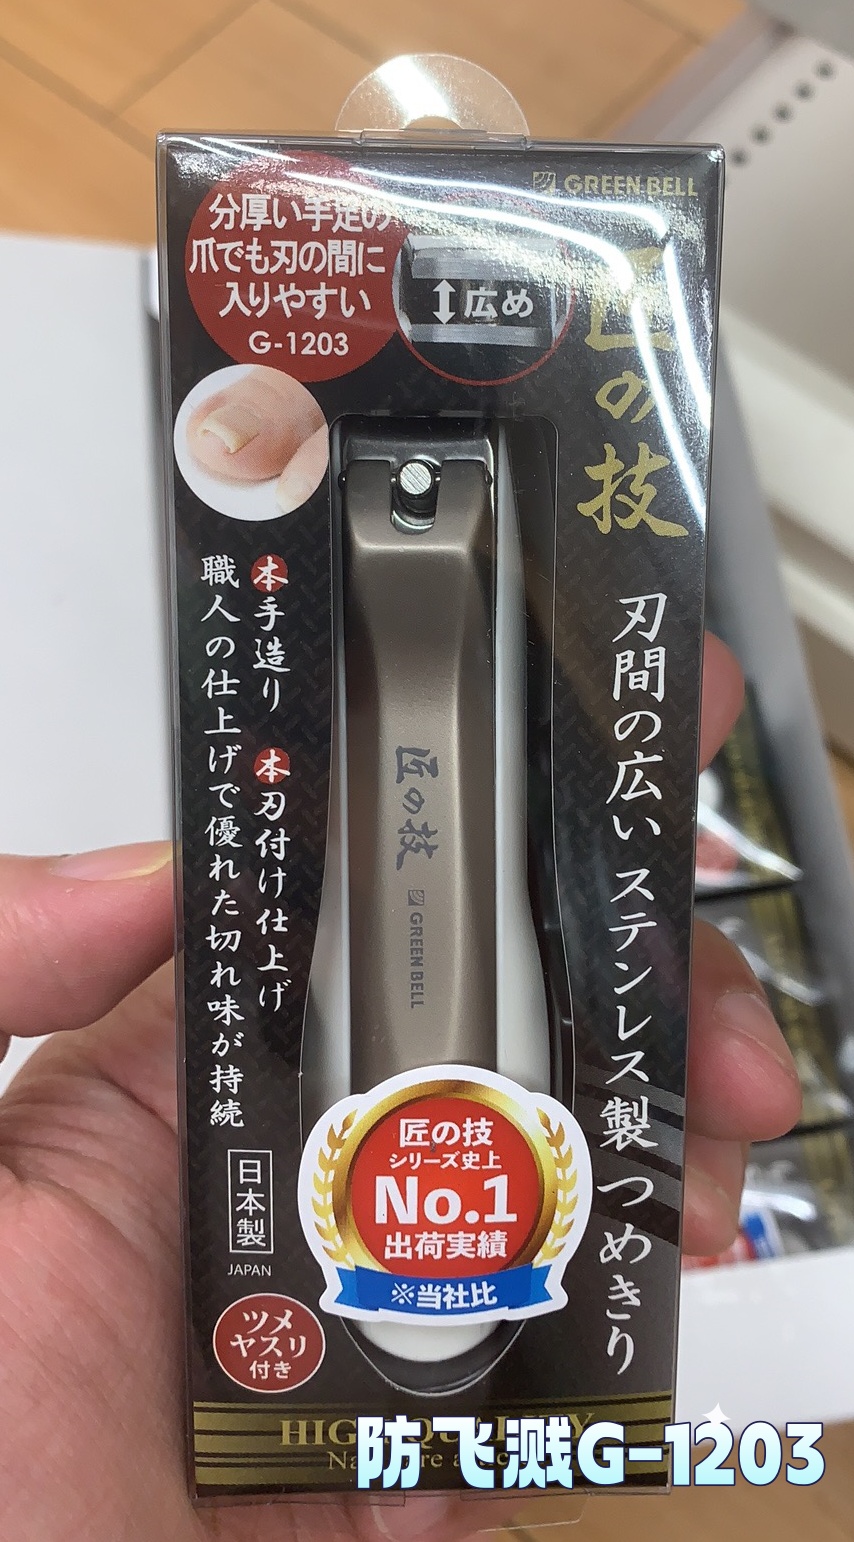 GREEN BELL
分厚い手足の
爪でも刃の間に
入りやすい
G-1203
広め
匠の技
刃間の広い ステンレス製つめきり
本手造り 本刃付け仕上げ
職人の仕上げで優れた切れ味が持続
匠の技
GREEN BELL
日本製
JAPAN
匠の技
シリーズ史上
No.1
出荷実績
※当社比
ツメ
ヤスリ
付き
防飞溅G-1203